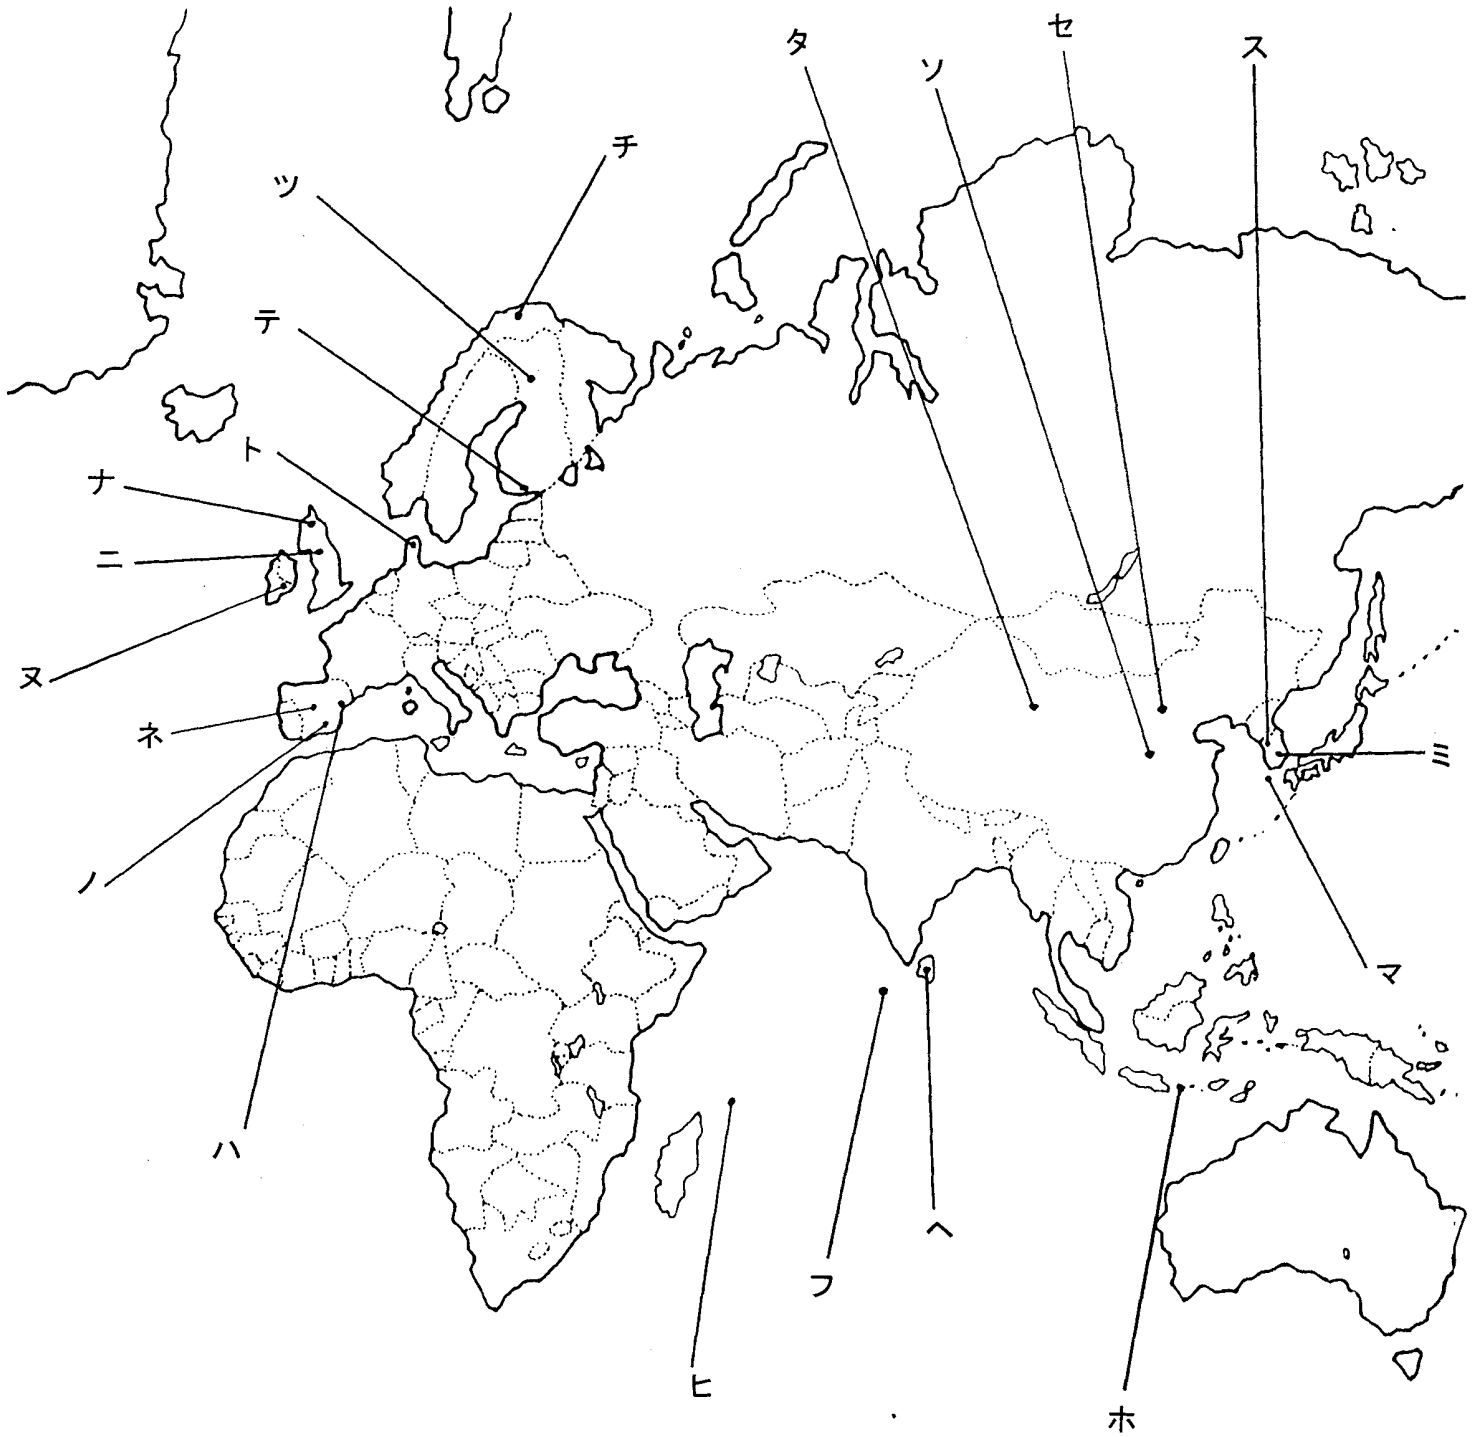 セ
ス
タ
ソ
チ
ツ
テ
ト
ナ
ニ
ヌ
ネ
ミ
ノ
マ
ハ
ヘ
フ
ヒ
ホ